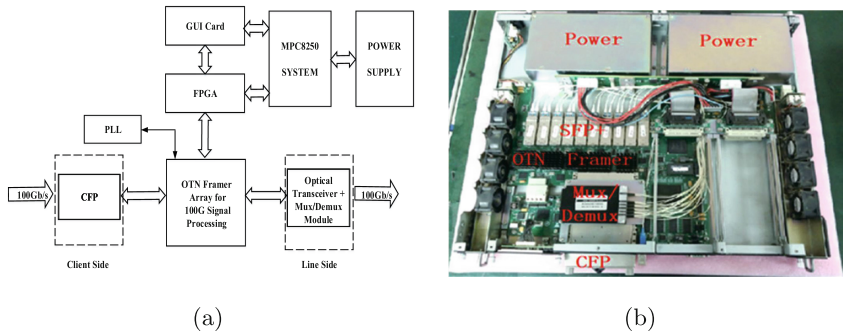 GUI Card
MPC8250
SYSTEM
POWER
SUPPLY
FPGA
PLL
100Gb/s
CFP
OTN Framer
Array for
100G Signal
Processing
Optical
Transceiver +
Mux/Demux
Module
100Gb/s
Client Side
Line Side
(a)
Power
Power
SFP+
OTN Framer
Mux/
Demux
CFP
(b)